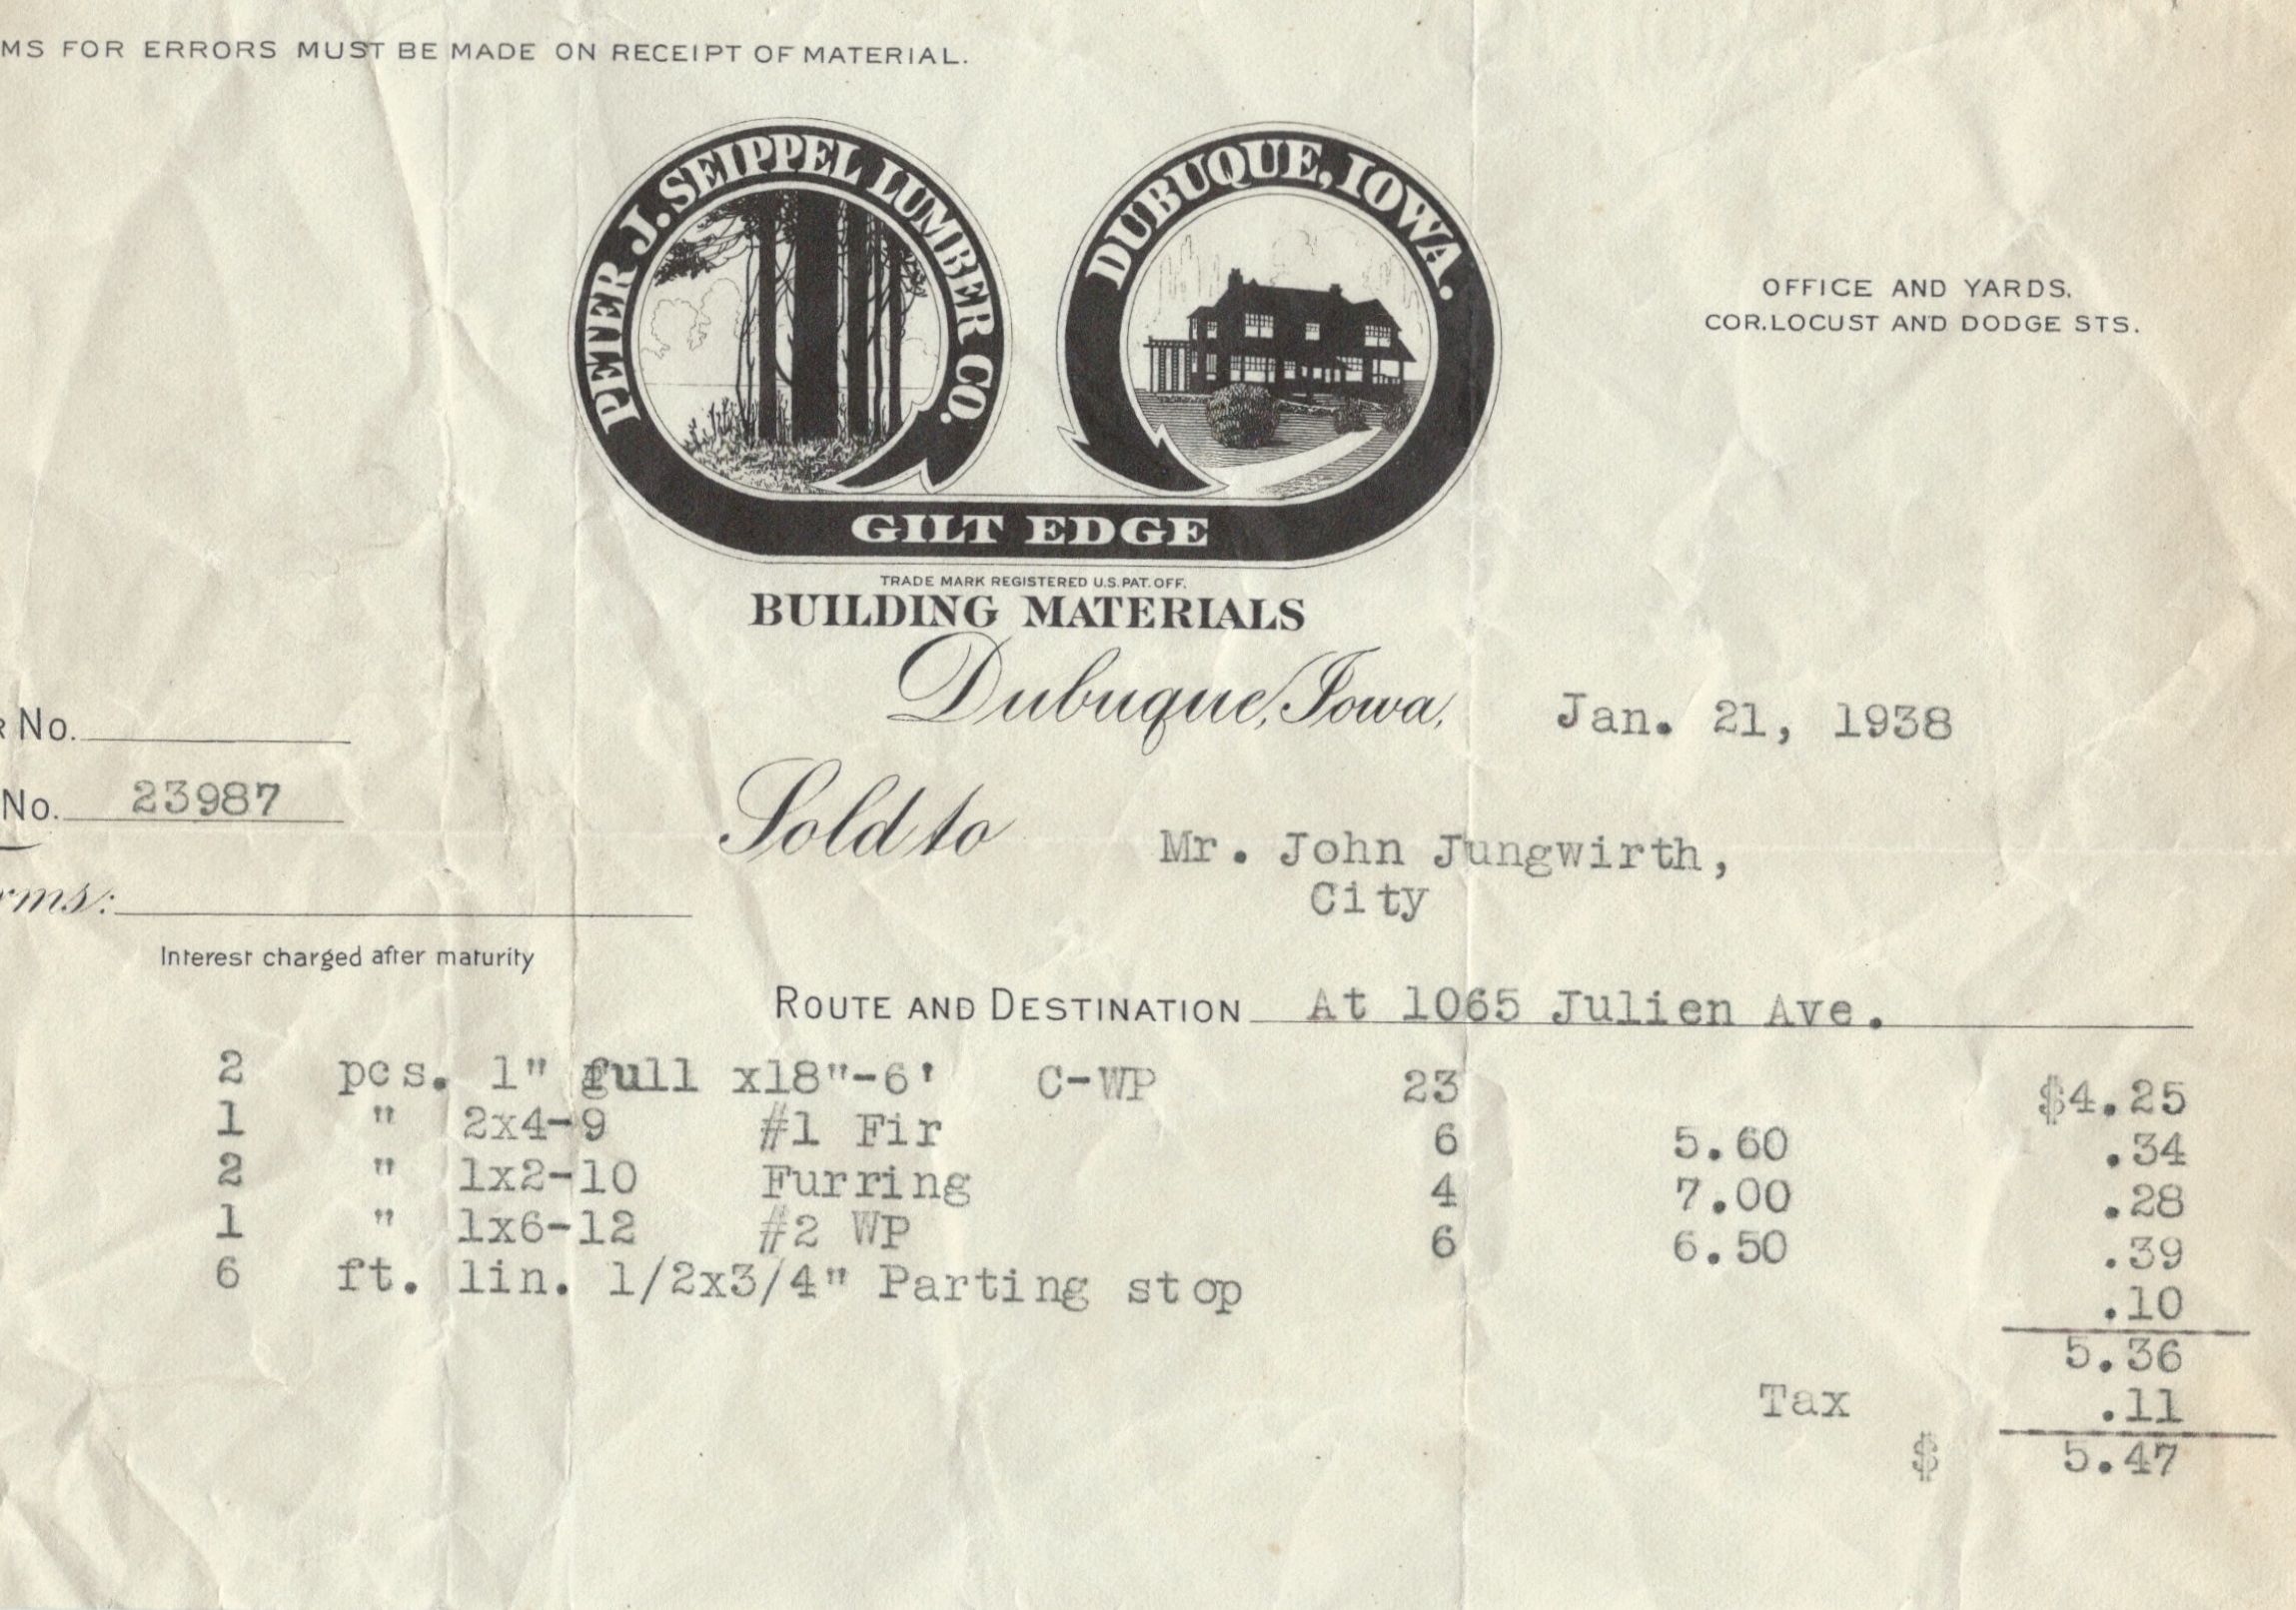 MS FOR ERRORS MUST BE MADE ON RECEIPT OF MATERIAL.
PETER J. SEIPPEL LUMBER CO.
DUBUQUE, IOWA.
GILT EDGE
TRADE MARK REGISTERED U.S. PAT. OFF.
BUILDING MATERIALS
OFFICE AND YARDS.
COR. LOCUST AND DODGE STS.
Dubuque, Iowa, Jan. 21, 1938
R No.
No. 23987
Sold to Mr. John Jungwirth,
City
rms:
Interest charged after maturity
ROUTE AND DESTINATION At 1065 Julien Ave.
2 pcs. 1" full x18"-6' C-WP 23 $4.25
1 " 2x4-9 #1 Fir 6 5.60 .34
2 " 1x2-10 Furring 4 7.00 .28
1 " 1x6-12 #2 WP 6 6.50 .39
6 ft. lin. 1/2x3/4" Parting stop .10
5.36
Tax .11
$ 5.47